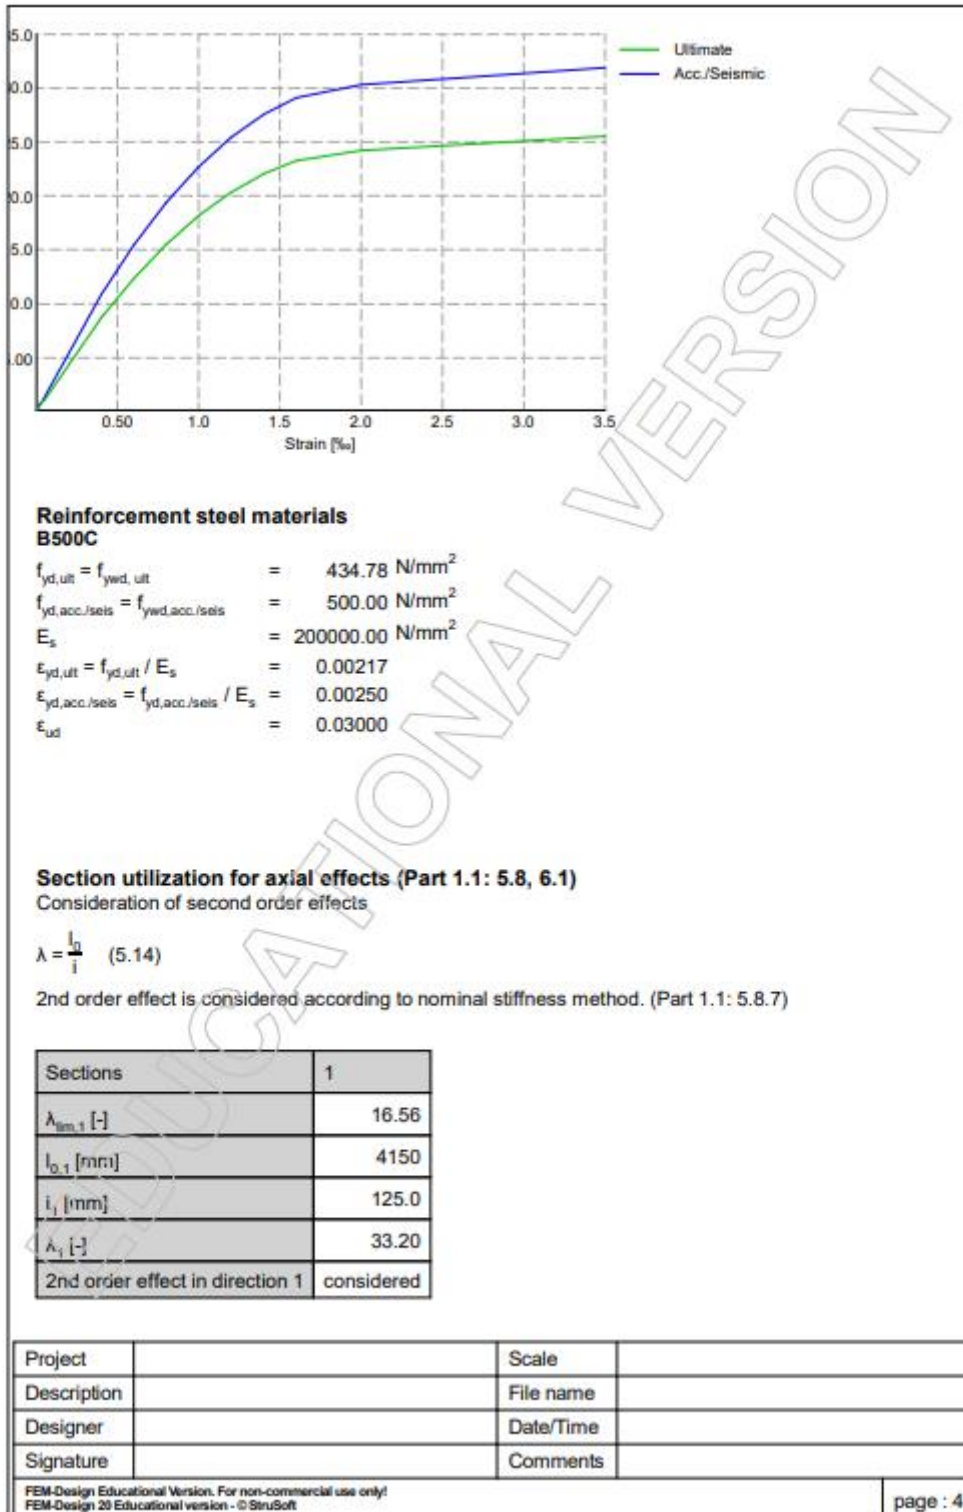 5.0
0.0
5.0
0.0
5.0
0.0
.00
0.50 1.0 1.5 2.0 2.5 3.0 3.5
Strain [‰]
Ultimate
Acc./Seismic
EDUCATIONAL VERSION
Reinforcement steel materials
B500C
fyd,ult = fywd, ult = 434.78 N/mm²
fyd,acc./seis = fywd,acc./seis = 500.00 N/mm²
Es = 200000.00 N/mm²
εyd,ult = fyd,ult / Es = 0.00217
εyd,acc./seis = fyd,acc./seis / Es = 0.00250
εud = 0.03000
Section utilization for axial effects (Part 1.1: 5.8, 6.1)
Consideration of second order effects
λ = l0/i (5.14)
2nd order effect is considered according to nominal stiffness method. (Part 1.1: 5.8.7)
Sections 1
λlim,1 [-] 16.56
l0,1 [mm] 4150
i1 [mm] 125.0
λ1 [-] 33.20
2nd order effect in direction 1 considered
Project Scale
Description File name
Designer Date/Time
Signature Comments
FEM-Design Educational Version. For non-commercial use only!
FEM-Design 20 Educational version - © StruSoft
page : 4